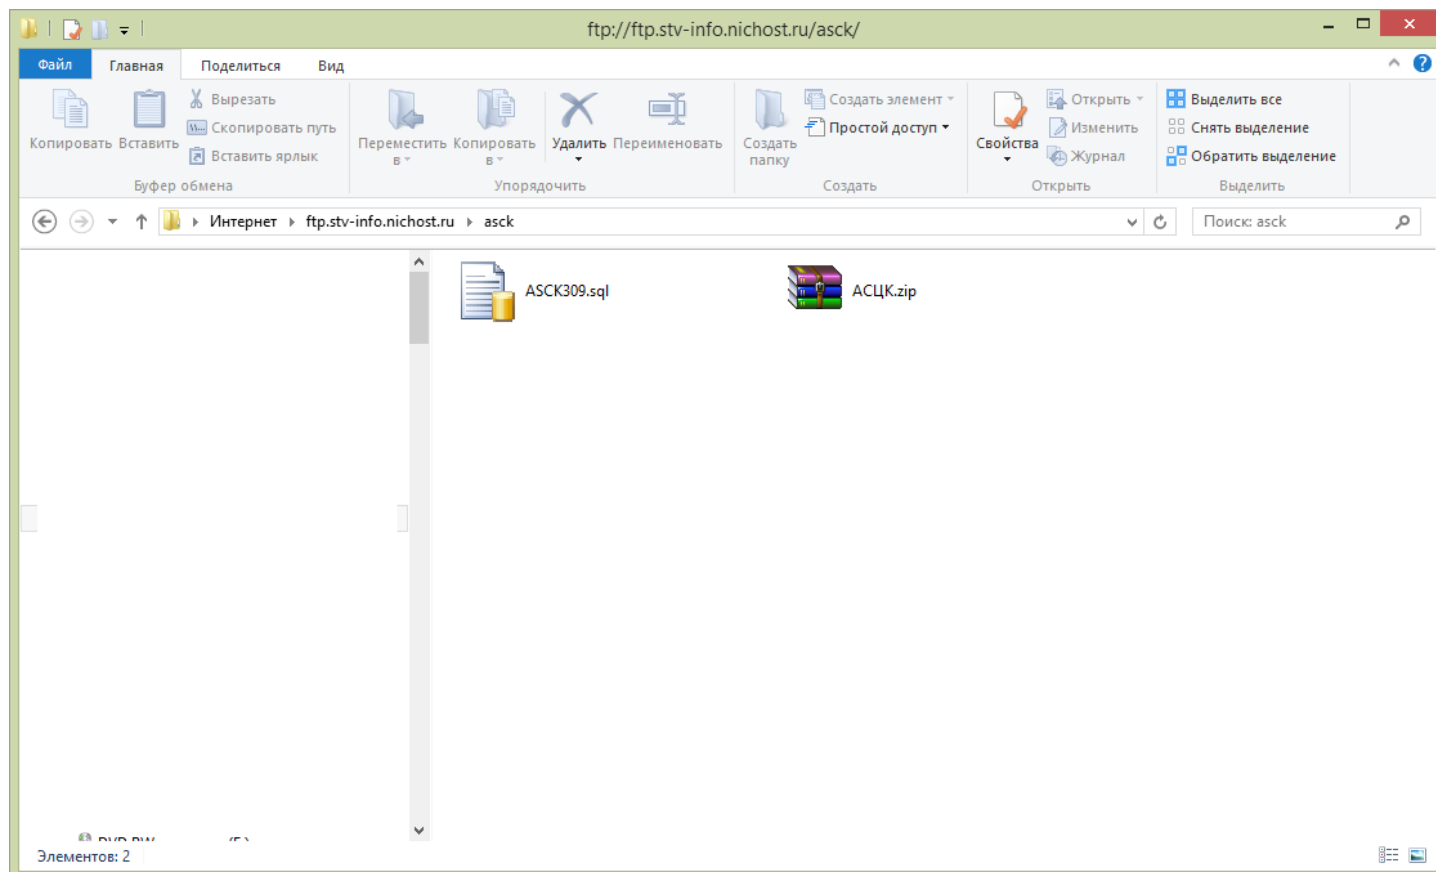 ftp://ftp.stv-info.nichost.ru/asck/
Файл Главная Поделиться Вид
Копировать Вставить
Вырезать
Скопировать путь
Вставить ярлык
Буфер обмена
Переместить в
Копировать в
Удалить Переименовать
Упорядочить
Создать папку
Создать элемент
Простой доступ
Создать
Свойства
Открыть
Изменить
Журнал
Открыть
Выделить все
Снять выделение
Обратить выделение
Выделить
Интернет ftp.stv-info.nichost.ru asck
Поиск: asck
ASCK309.sql
АСЦК.zip
Элементов: 2